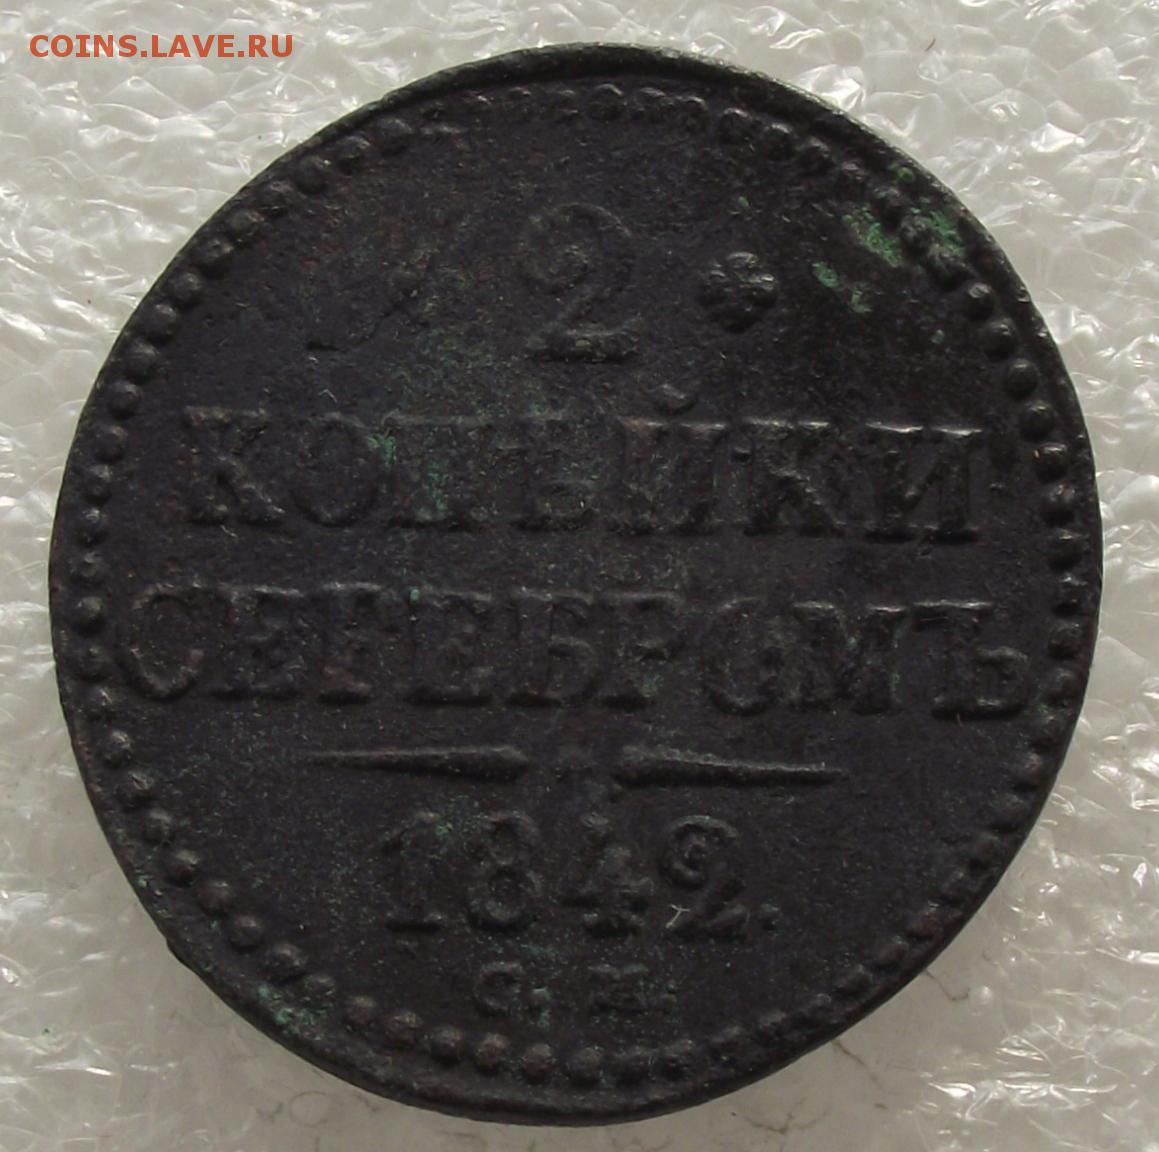 COINS.LAVE.RU
2
КОПѢЙКИ
СЕРЕБРОМЪ
1842.
С. М.